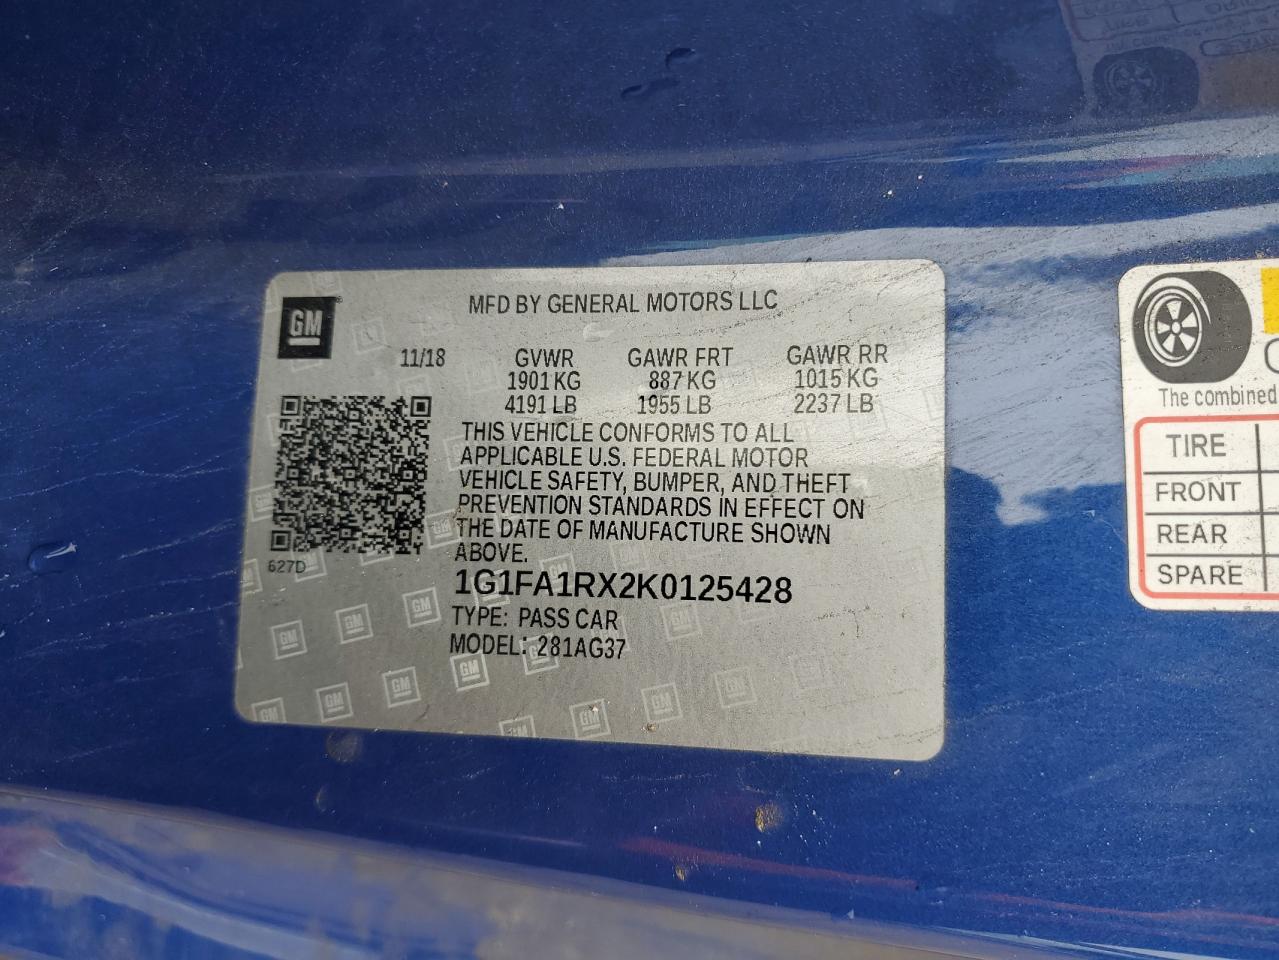 GM
MFD BY GENERAL MOTORS LLC
11/18 GVWR GAWR FRT GAWR RR
1901 KG 887 KG 1015 KG
4191 LB 1955 LB 2237 LB
THIS VEHICLE CONFORMS TO ALL
APPLICABLE U.S. FEDERAL MOTOR
VEHICLE SAFETY, BUMPER, AND THEFT
PREVENTION STANDARDS IN EFFECT ON
THE DATE OF MANUFACTURE SHOWN
ABOVE.
627D
1G1FA1RX2K0125428
TYPE: PASS CAR
MODEL: 281AG37
The combined
TIRE
FRONT
REAR
SPARE